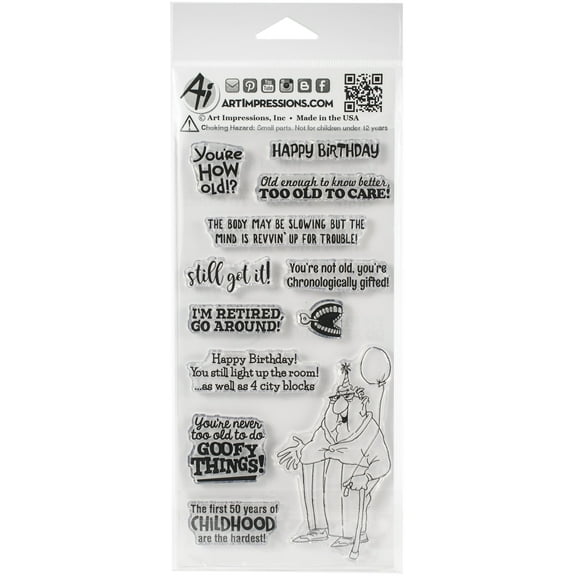 Ai
ARTIMPRESSIONS.COM
© Art Impressions, Inc • Made in the USA
Choking Hazard: Small parts. Not for children under 12 years
You're
HOW
OLD!?
HAPPY BIRTHDAY
Old enough to know better,
TOO OLD TO CARE!
THE BODY MAY BE SLOWING BUT THE
MIND IS REVVIN' UP FOR TROUBLE!
still got it!
You're not old, you're
Chronologically gifted!
I'M RETIRED,
GO AROUND!
Happy Birthday!
You still light up the room!
...as well as 4 city blocks
You're never
too old to do
GOOFY
THINGS!
The first 50 years of
CHILDHOOD
are the hardest!